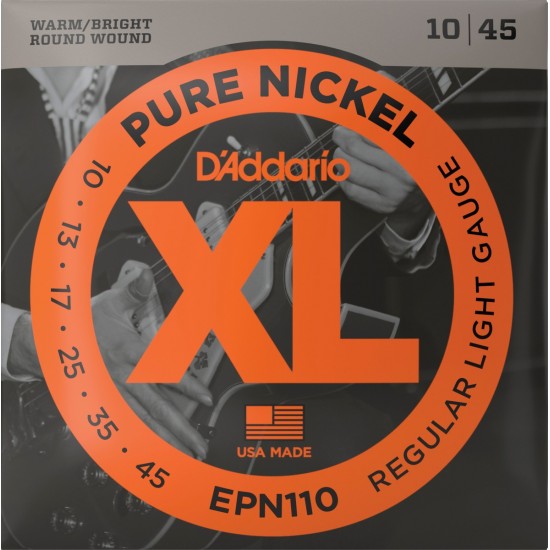 WARM/BRIGHT
ROUND WOUND
10|45
PURE NICKEL
D'Addario
XL
10 • 13 • 17 • 25 • 35 • 45
REGULAR LIGHT GAUGE
USA MADE
EPN110